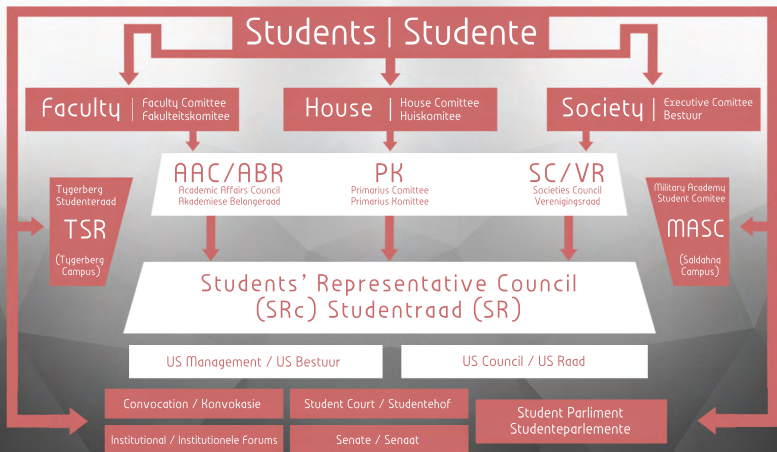 Students | Studente
Faculty | Faculty Comittee
Fakulteitskomitee
House | House Comittee
Huiskomitee
Society | Executive Comittee
Bestuur
AAC/ABR
Academic Affairs Council
Akademiese Belangeraad
PK
Primarius Comittee
Primarius Komittee
SC/VR
Societies Council
Verenigingsraad
Tygerberg
Studenteraad
TSR
(Tygerberg
Campus)
Military Academy
Student Comitee
MASC
(Saldahna
Campus)
Students' Representative Council
(SRc) Studentraad (SR)
US Management / US Bestuur
US Council / US Raad
Convocation / Konvokasie
Student Court / Studentehof
Institutional / Institutionele Forums
Senate / Senaat
Student Parliment
Studenteparlemente